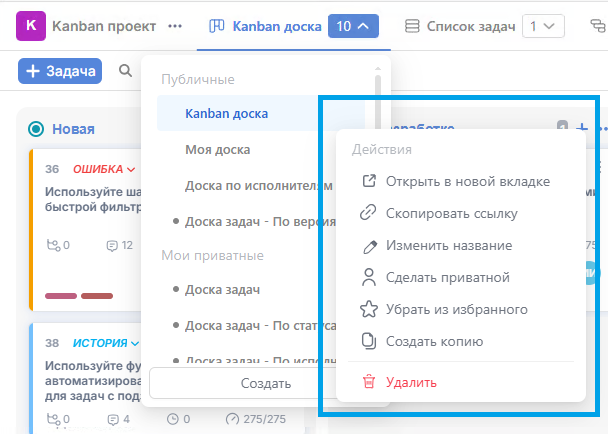 K Kanban проект ••• Kanban доска 10 Список задач 1
+ Задача
Публичные
Kanban доска
Моя доска
Доска по исполнителям
Доска задач - По верси
Мои приватные
Доска задач
Доска задач - По статуса
Доска задач - По исполн
Создать
Новая
36 ОШИБКА
Используйте ша
быстрой фильтр
0 12
38 ИСТОРИЯ
Используйте фу
автоматизирова
для задач с под
0 4 0 275/275
Действия
Открыть в новой вкладке
Скопировать ссылку
Изменить название
Сделать приватной
Убрать из избранного
Создать копию
Удалить